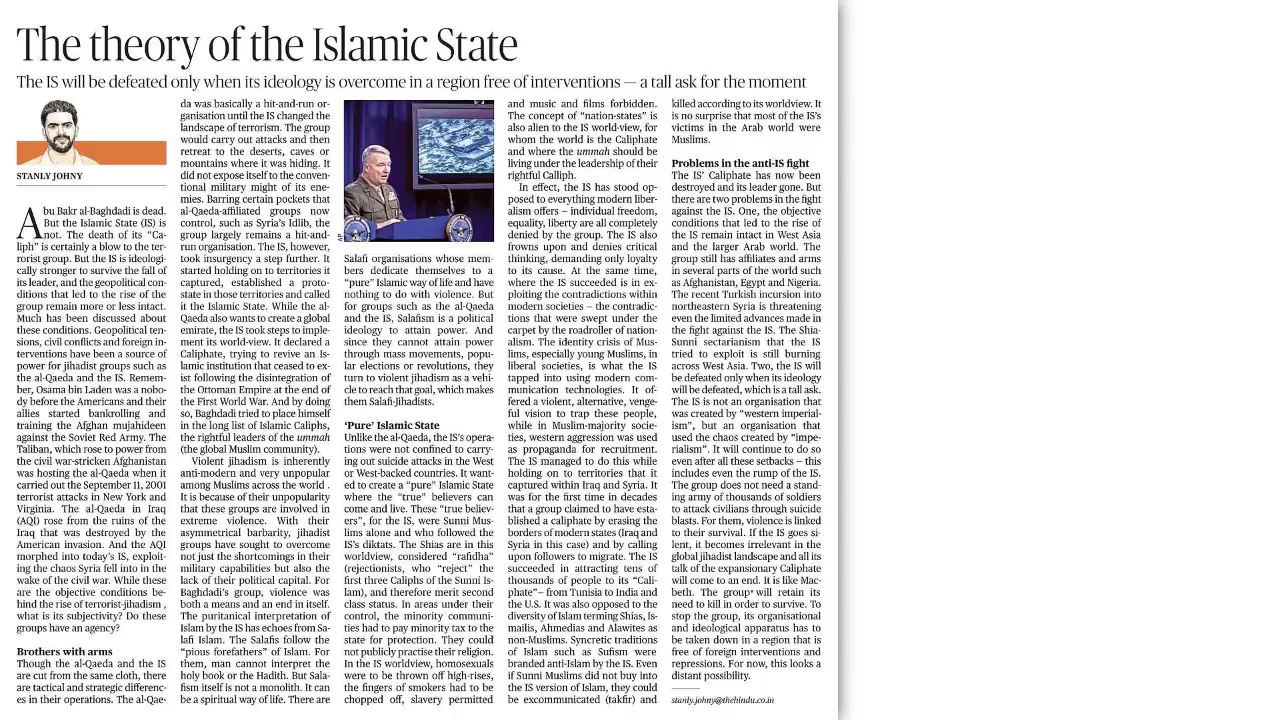 The theory of the Islamic State
The IS will be defeated only when its ideology is overcome in a region free of interventions — a tall ask for the moment
STANLY JOHNY
Abu Bakr al-Baghdadi is dead.
But the Islamic State (IS) is
not. The death of its “Ca-
liph” is certainly a blow to the ter-
rorist group. But the IS is ideologi-
cally stronger to survive the fall of
its leader, and the geopolitical con-
ditions that led to the rise of the
group remain more or less intact.
Much has been discussed about
these conditions. Geopolitical ten-
sions, civil conflicts and foreign in-
terventions have been a source of
power for jihadist groups such as
the al-Qaeda and the IS. Remem-
ber, Osama bin Laden was a nobo-
dy before the Americans and their
allies started bankrolling and
training the Afghan mujahideen
against the Soviet Red Army. The
Taliban, which rose to power from
the civil war-stricken Afghanistan
was hosting the al-Qaeda when it
carried out the September 11, 2001
terrorist attacks in New York and
Virginia. The al-Qaeda in Iraq
(AQI) rose from the ruins of the
Iraq that was destroyed by the
American invasion. And the AQI
morphed into today’s IS, exploit-
ing the chaos Syria fell into in the
wake of the civil war. While these
are the objective conditions be-
hind the rise of terrorist-jihadism ,
what is its subjectivity? Do these
groups have an agency?
Brothers with arms
Though the al-Qaeda and the IS
are cut from the same cloth, there
are tactical and strategic differenc-
es in their operations. The al-Qae-
da was basically a hit-and-run or-
ganisation until the IS changed the
landscape of terrorism. The group
would carry out attacks and then
retreat to the deserts, caves or
mountains where it was hiding. It
did not expose itself to the conven-
tional military might of its ene-
mies. Barring certain pockets that
al-Qaeda-affiliated groups now
control, such as Syria’s Idlib, the
group largely remains a hit-and-
run organisation. The IS, however,
took insurgency a step further. It
started holding on to territories it
captured, established a proto-
state in those territories and called
it the Islamic State. While the al-
Qaeda also wants to create a global
emirate, the IS took steps to imple-
ment its world-view. It declared a
Caliphate, trying to revive an Is-
lamic institution that ceased to ex-
ist following the disintegration of
the Ottoman Empire at the end of
the First World War. And by doing
so, Baghdadi tried to place himself
in the long list of Islamic Caliphs,
the rightful leaders of the ummah
(the global Muslim community).
Violent jihadism is inherently
anti-modern and very unpopular
among Muslims across the world .
It is because of their unpopularity
that these groups are involved in
extreme violence. With their
asymmetrical barbarity, jihadist
groups have sought to overcome
not just the shortcomings in their
military capabilities but also the
lack of their political capital. For
Baghdadi’s group, violence was
both a means and an end in itself.
The puritanical interpretation of
Islam by the IS has echoes from Sa-
lafi Islam. The Salafis follow the
“pious forefathers” of Islam. For
them, man cannot interpret the
holy book or the Hadith. But Sala-
fism itself is not a monolith. It can
be a spiritual way of life. There are
AP
Salafi organisations whose mem-
bers dedicate themselves to a
“pure” Islamic way of life and have
nothing to do with violence. But
for groups such as the al-Qaeda
and the IS, Salafism is a political
ideology to attain power. And
since they cannot attain power
through mass movements, popu-
lar elections or revolutions, they
turn to violent jihadism as a vehi-
cle to reach that goal, which makes
them Salafi-Jihadists.
‘Pure’ Islamic State
Unlike the al-Qaeda, the IS’s opera-
tions were not confined to carry-
ing out suicide attacks in the West
or West-backed countries. It want-
ed to create a “pure” Islamic State
where the “true” believers can
come and live. These “true believ-
ers”, for the IS, were Sunni Mus-
lims alone and who followed the
IS’s diktats. The Shias are in this
worldview, considered “rafidha”
(rejectionists, who “reject” the
first three Caliphs of the Sunni Is-
lam), and therefore merit second
class status. In areas under their
control, the minority communi-
ties had to pay minority tax to the
state for protection. They could
not publicly practise their religion.
In the IS worldview, homosexuals
were to be thrown off high-rises,
the fingers of smokers had to be
chopped off, slavery permitted
and music and films forbidden.
The concept of “nation-states” is
also alien to the IS world-view, for
whom the world is the Caliphate
and where the ummah should be
living under the leadership of their
rightful Calliph.
In effect, the IS has stood op-
posed to everything modern liber-
alism offers – individual freedom,
equality, liberty are all completely
denied by the group. The IS also
frowns upon and denies critical
thinking, demanding only loyalty
to its cause. At the same time,
where the IS succeeded is in ex-
ploiting the contradictions within
modern societies – the contradic-
tions that were swept under the
carpet by the roadroller of nation-
alism. The identity crisis of Mus-
lims, especially young Muslims, in
liberal societies, is what the IS
tapped into using modern com-
munication technologies. It of-
fered a violent, alternative, venge-
ful vision to trap these people,
while in Muslim-majority socie-
ties, western aggression was used
as propaganda for recruitment.
The IS managed to do this while
holding on to territories that it
captured within Iraq and Syria. It
was for the first time in decades
that a group claimed to have esta-
blished a caliphate by erasing the
borders of modern states (Iraq and
Syria in this case) and by calling
upon followers to migrate. The IS
succeeded in attracting tens of
thousands of people to its “Cali-
phate”– from Tunisia to India and
the U.S. It was also opposed to the
diversity of Islam terming Shias, Is-
mailis, Ahmedias and Alawites as
non-Muslims. Syncretic traditions
of Islam such as Sufism were
branded anti-Islam by the IS. Even
if Sunni Muslims did not buy into
the IS version of Islam, they could
be excommunicated (takfir) and
killed according to its worldview. It
is no surprise that most of the IS’s
victims in the Arab world were
Muslims.
Problems in the anti-IS fight
The IS’ Caliphate has now been
destroyed and its leader gone. But
there are two problems in the fight
against the IS. One, the objective
conditions that led to the rise of
the IS remain intact in West Asia
and the larger Arab world. The
group still has affiliates and arms
in several parts of the world such
as Afghanistan, Egypt and Nigeria.
The recent Turkish incursion into
northeastern Syria is threatening
even the limited advances made in
the fight against the IS. The Shia-
Sunni sectarianism that the IS
tried to exploit is still burning
across West Asia. Two, the IS will
be defeated only when its ideology
will be defeated, which is a tall ask.
The IS is not an organisation that
was created by “western imperial-
ism”, but an organisation that
used the chaos created by “impe-
rialism”. It will continue to do so
even after all these setbacks – this
includes even the rump of the IS.
The group does not need a stand-
ing army of thousands of soldiers
to attack civilians through suicide
blasts. For them, violence is linked
to their survival. If the IS goes si-
lent, it becomes irrelevant in the
global jihadist landscape and all its
talk of the expansionary Caliphate
will come to an end. It is like Mac-
beth. The group will retain its
need to kill in order to survive. To
stop the group, its organisational
and ideological apparatus has to
be taken down in a region that is
free of foreign interventions and
repressions. For now, this looks a
distant possibility.
stanly.johny@thehindu.co.in